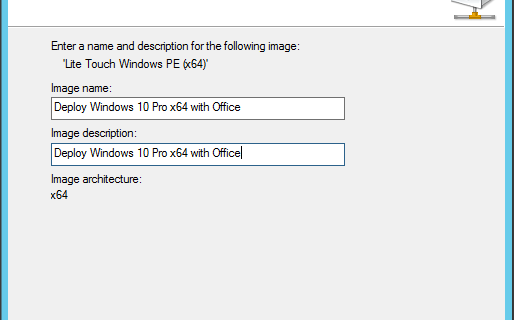 Enter a name and description for the following image:
'Lite Touch Windows PE (x64)'
Image name:
Deploy Windows 10 Pro x64 with Office
Image description:
Deploy Windows 10 Pro x64 with Office
Image architecture:
x64